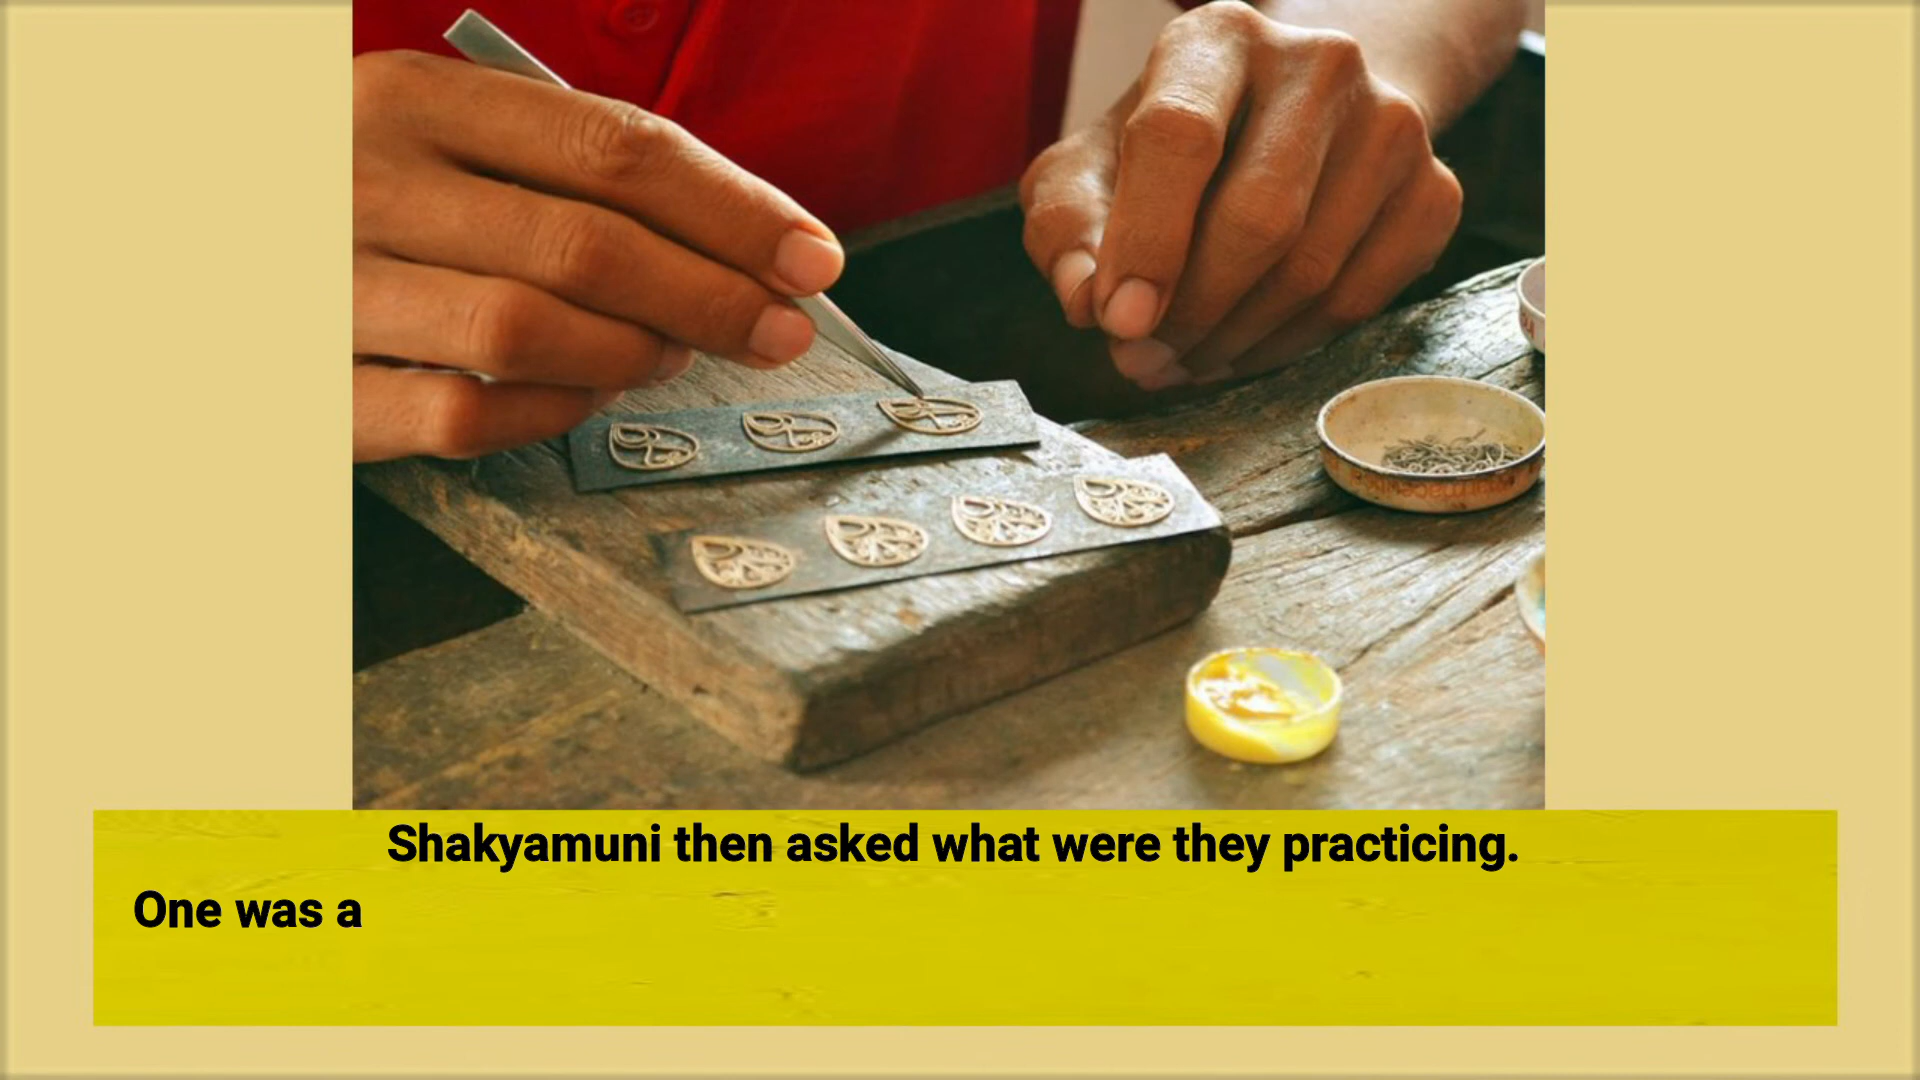 Shakyamuni then asked what were they practicing.
One was a